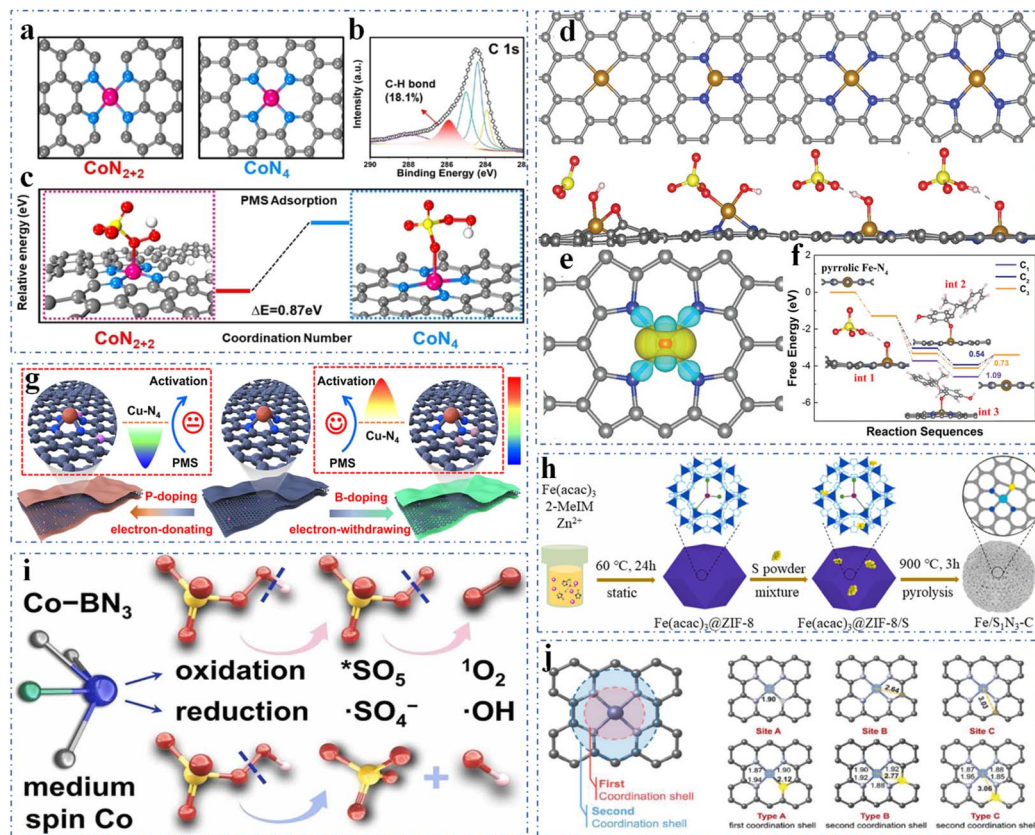 a
CoN2+2
CoN4
b
C 1s
C-H bond
(18.1%)
Intensity (a.u.)
290 288 286 284 28
Binding Energy (eV)
c
Relative energy (eV)
PMS Adsorption
ΔE=0.87eV
CoN2+2
Coordination Number
CoN4
d
e
f
Free Energy (eV)
2
0
-2
-4
-6
pyrrolic Fe-N4
C1
C2
C3
int 2
0.54
0.73
1.09
int 1
int 3
Reaction Sequences
g
Activation
Cu-N4
PMS
Activation
Cu-N4
PMS
P-doping
electron-donating
B-doping
electron-withdrawing
h
Fe(acac)3
2-MeIM
Zn2+
60 °C, 24h
static
S powder
mixture
900 °C, 3h
pyrolysis
Fe(acac)3@ZIF-8
Fe(acac)3@ZIF-8/S
Fe/S1N3-C
i
Co−BN3
oxidation *SO5 1O2
reduction ·SO4− ·OH
+
medium
spin Co
j
First
Coordination shell
Second
Coordination shell
1.90
2.64
3.03
Site A
Site B
Site C
1.87 1.90
1.94 2.12
1.90 1.92
1.92 2.77
1.88
1.87 1.88
1.95 1.85
3.06
Type A
first coordination shell
Type B
second coordination shell
Type C
second coordination shell